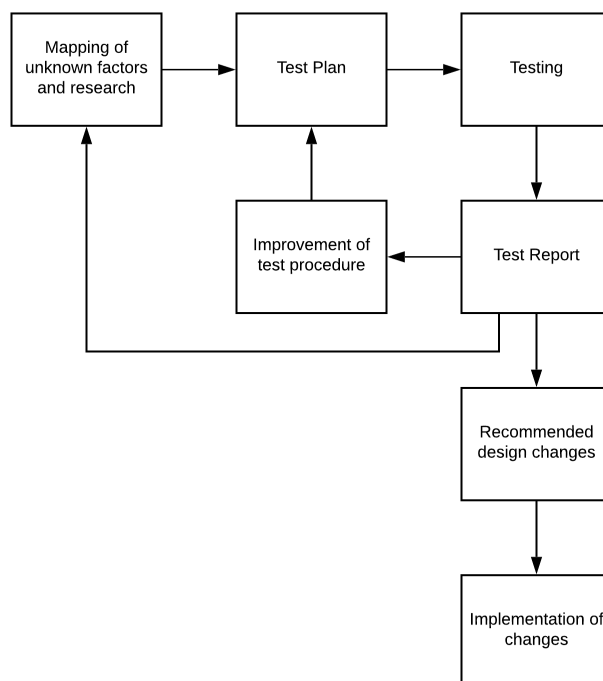 Mapping of
unknown factors
and research
Test Plan
Testing
Improvement of
test procedure
Test Report
Recommended
design changes
Implementation of
changes